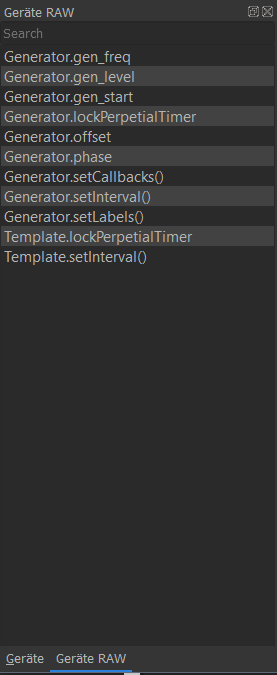 Geräte RAW
Search
Generator.gen_freq
Generator.gen_level
Generator.gen_start
Generator.lockPerpetialTimer
Generator.offset
Generator.phase
Generator.setCallbacks()
Generator.setInterval()
Generator.setLabels()
Template.lockPerpetialTimer
Template.setInterval()
Geräte Geräte RAW